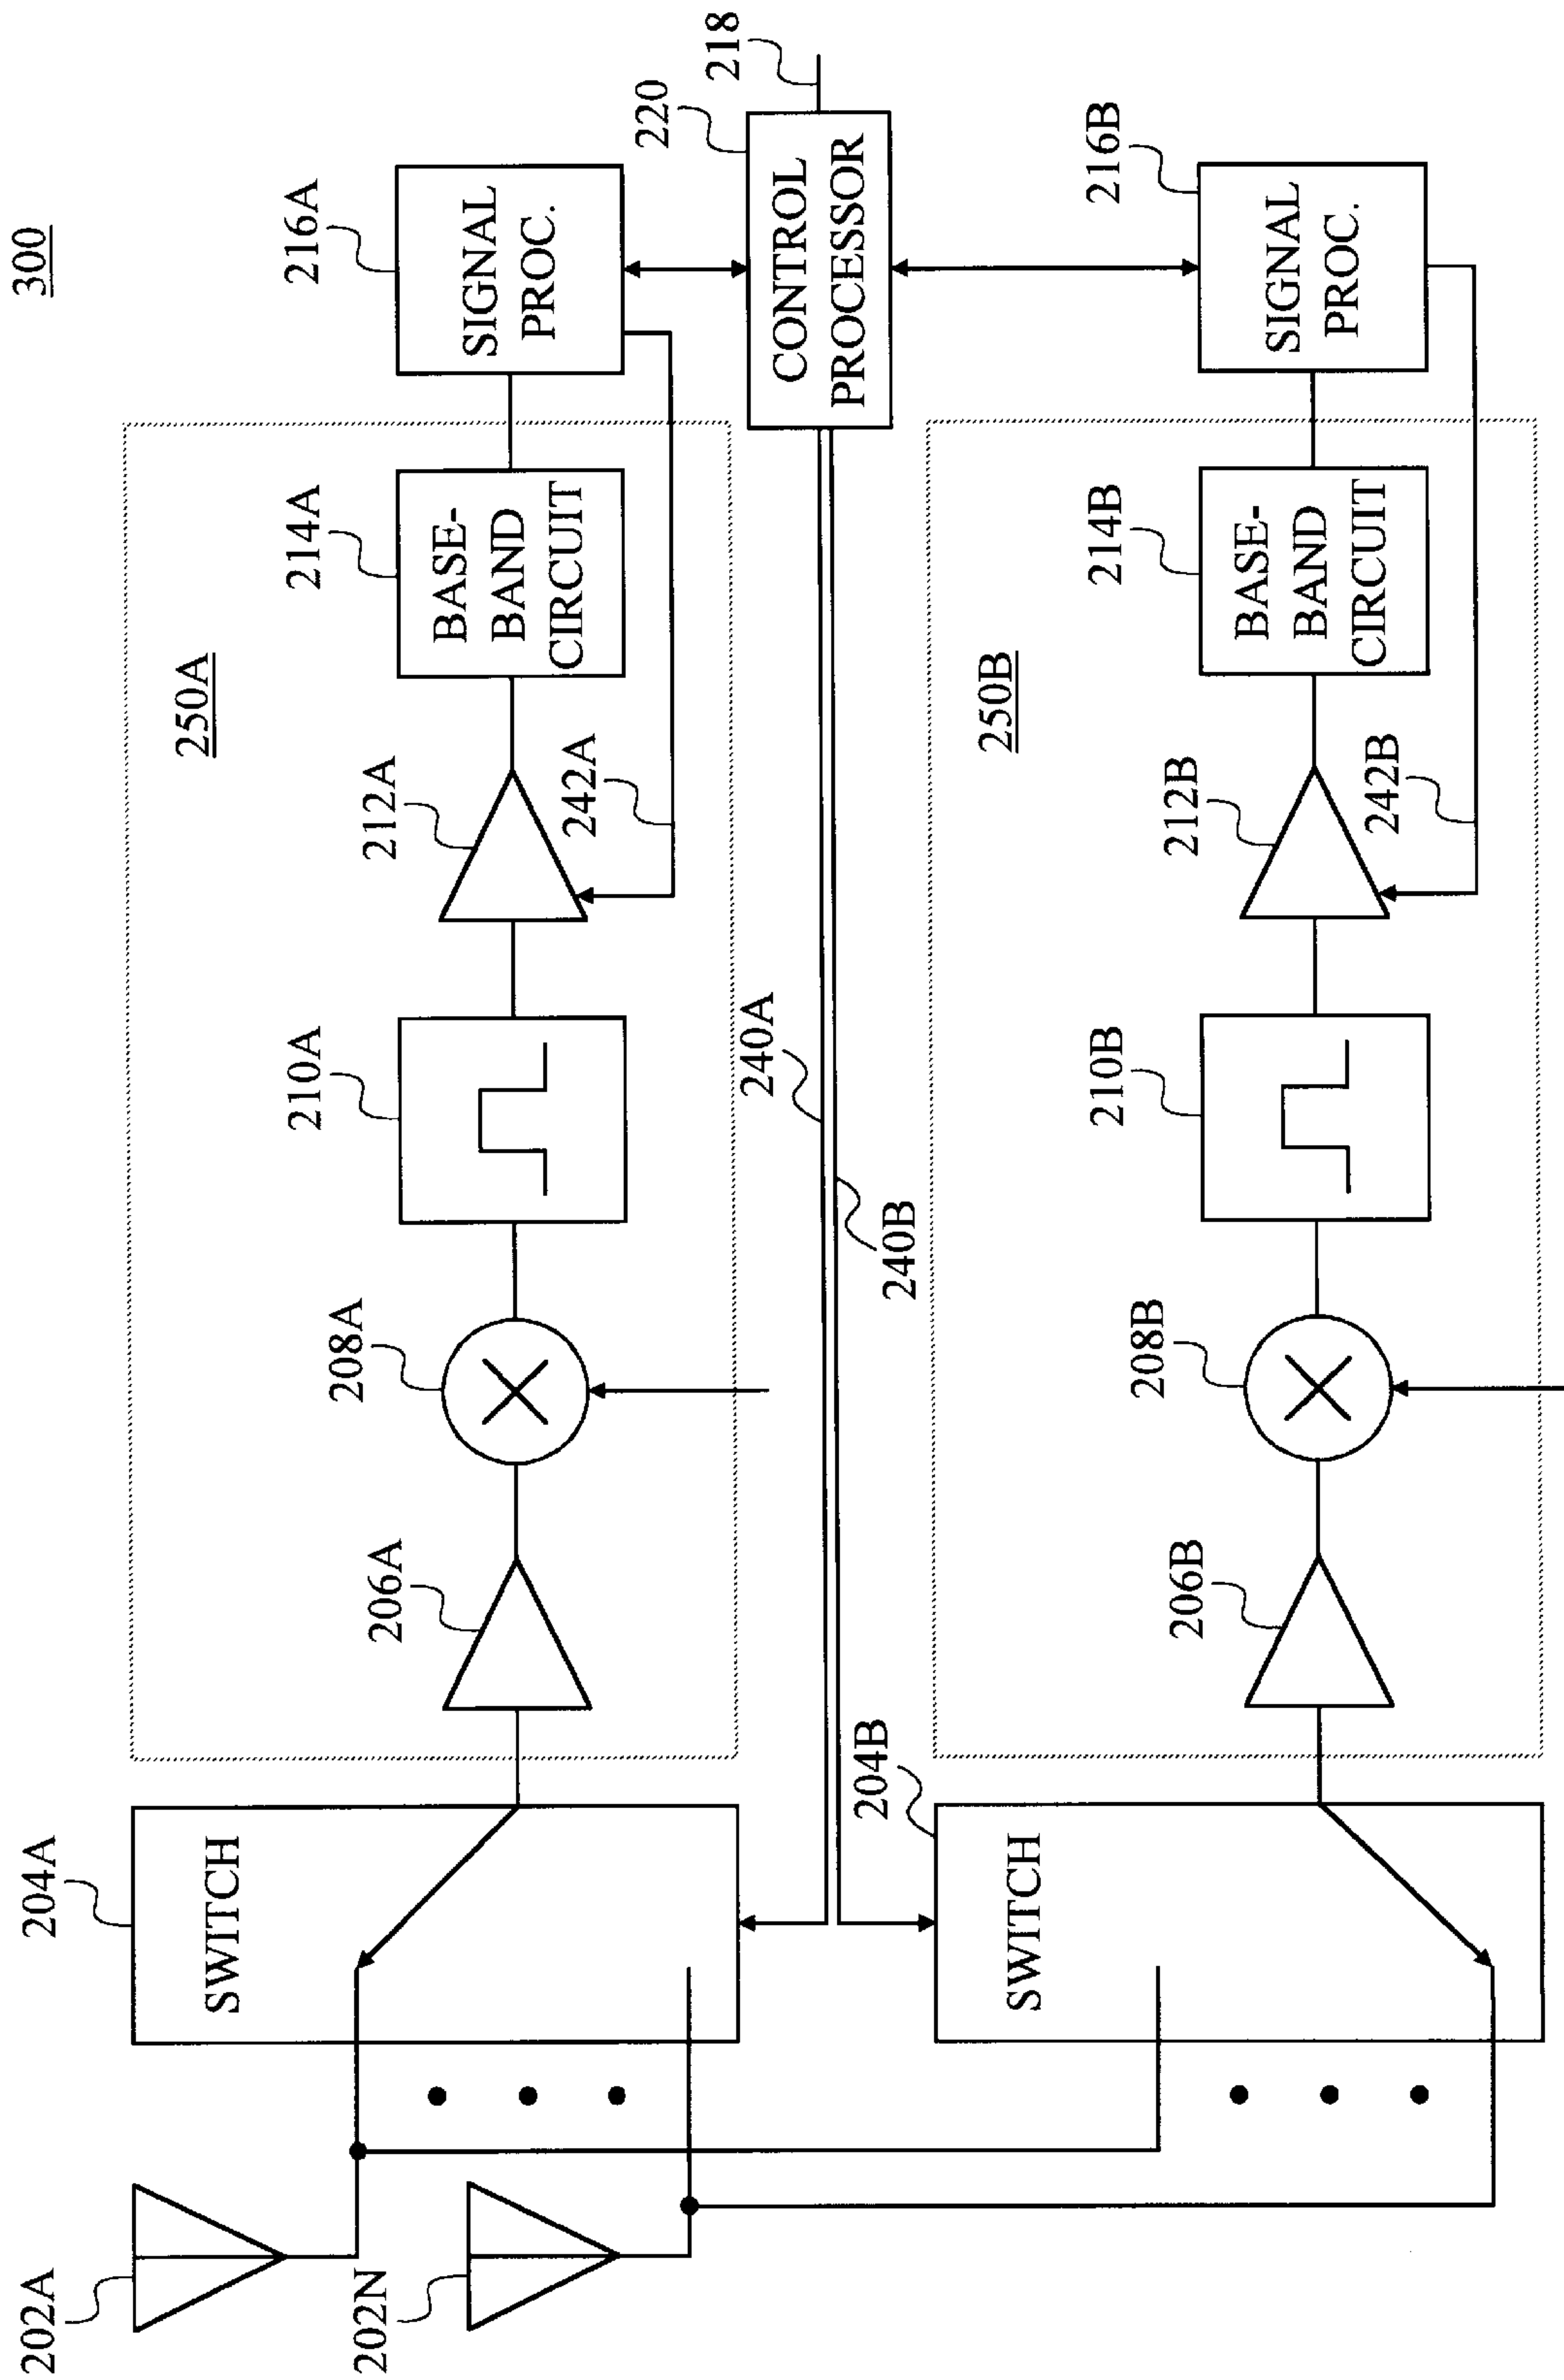 300
202A
202N
204A
SWITCH
250A
206A
208A
210A
212A
242A
214A
BASE-
BAND
CIRCUIT
216A
SIGNAL
PROC.
240A
240B
220
CONTROL
PROCESSOR
218
204B
SWITCH
250B
206B
208B
210B
212B
242B
214B
BASE-
BAND
CIRCUIT
216B
SIGNAL
PROC.